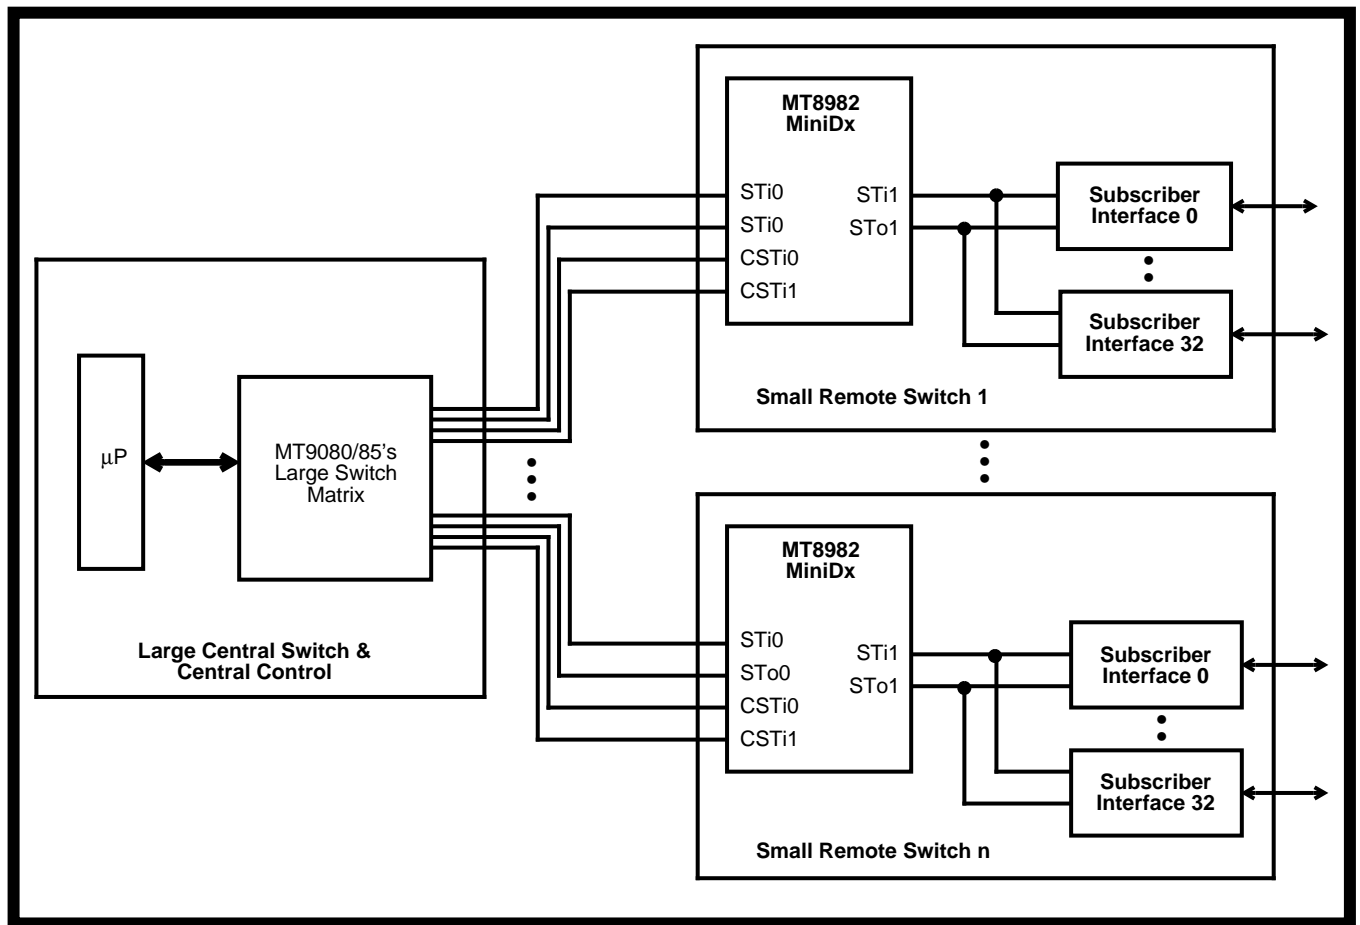 MT8982
MiniDx
STi0
STi0
CSTi0
CSTi1
STi1
STo1
Subscriber
Interface 0
Subscriber
Interface 32
Small Remote Switch 1
μP
MT9080/85's
Large Switch
Matrix
Large Central Switch &
Central Control
MT8982
MiniDx
STi0
STo0
CSTi0
CSTi1
STi1
STo1
Subscriber
Interface 0
Subscriber
Interface 32
Small Remote Switch n